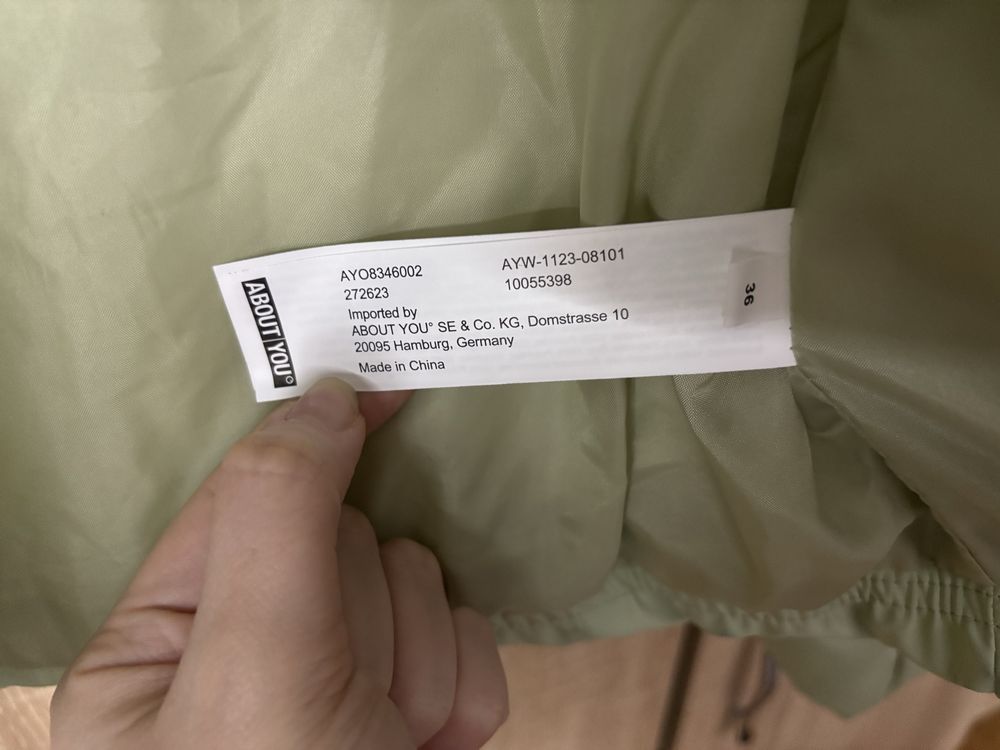 ABOUT|YOU°
AYO8346002
272623
AYW-1123-08101
10055398
Imported by
ABOUT YOU° SE & Co. KG, Domstrasse 10
20095 Hamburg, Germany
Made in China
36